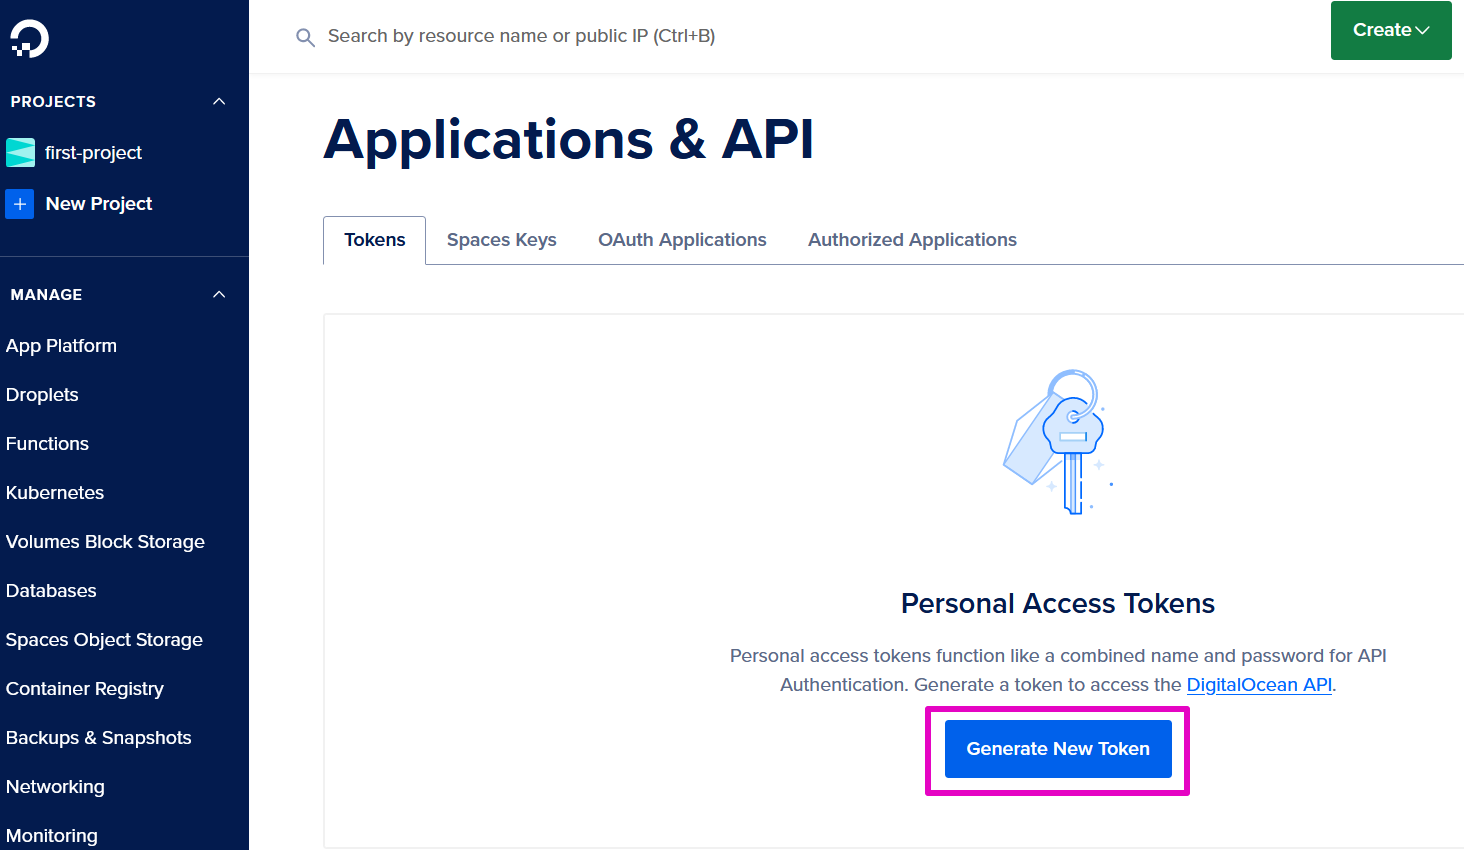 Search by resource name or public IP (Ctrl+B)
Create
PROJECTS
first-project
New Project
MANAGE
App Platform
Droplets
Functions
Kubernetes
Volumes Block Storage
Databases
Spaces Object Storage
Container Registry
Backups & Snapshots
Networking
Monitoring
Applications & API
Tokens
Spaces Keys
OAuth Applications
Authorized Applications
Personal Access Tokens
Personal access tokens function like a combined name and password for API
Authentication. Generate a token to access the DigitalOcean API.
Generate New Token